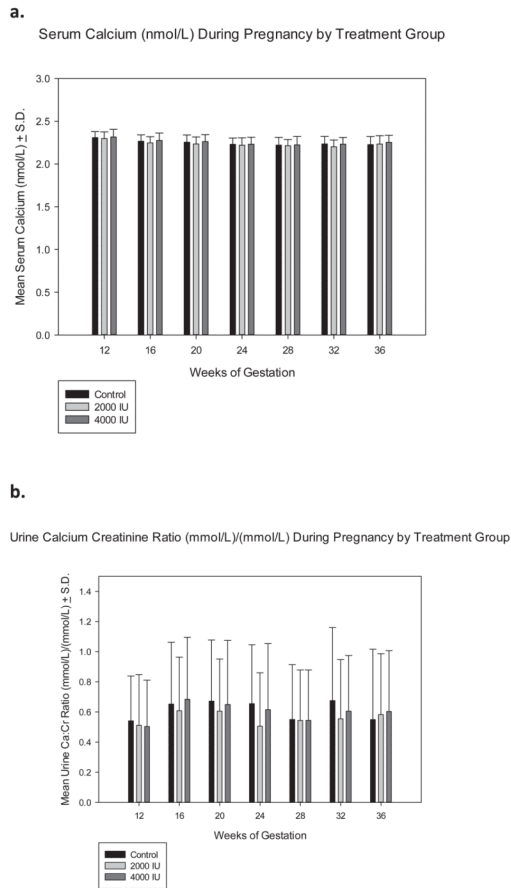 a.
Serum Calcium (nmol/L) During Pregnancy by Treatment Group
Mean Serum Calcium (nmol/L) ± S.D.
3.0
2.5
2.0
1.5
1.0
0.5
0.0
12 16 20 24 28 32 36
Weeks of Gestation
Control
2000 IU
4000 IU
b.
Urine Calcium Creatinine Ratio (mmol/L)/(mmol/L) During Pregnancy by Treatment Group
Mean Urine Ca:Cr Ratio (mmol/L)/(mmol/L) ± S.D.
1.4
1.2
1.0
0.8
0.6
0.4
0.2
0.0
12 16 20 24 28 32 36
Weeks of Gestation
Control
2000 IU
4000 IU